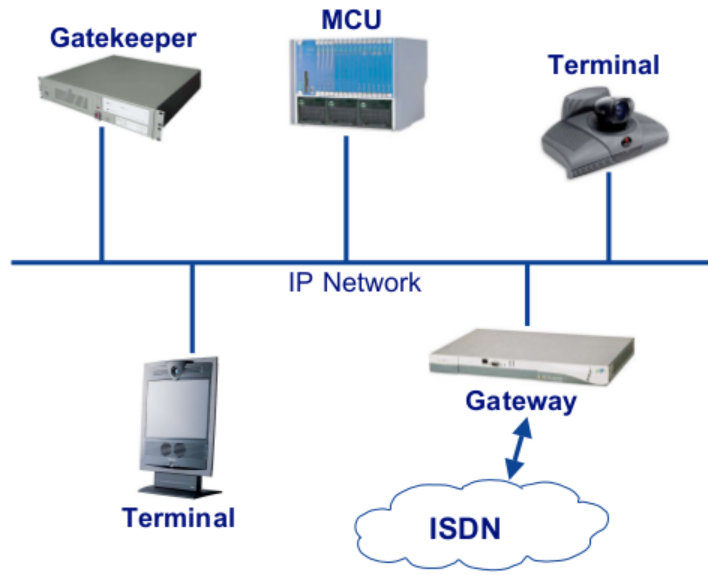 MCU
Gatekeeper
Terminal
IP Network
Gateway
Terminal
ISDN